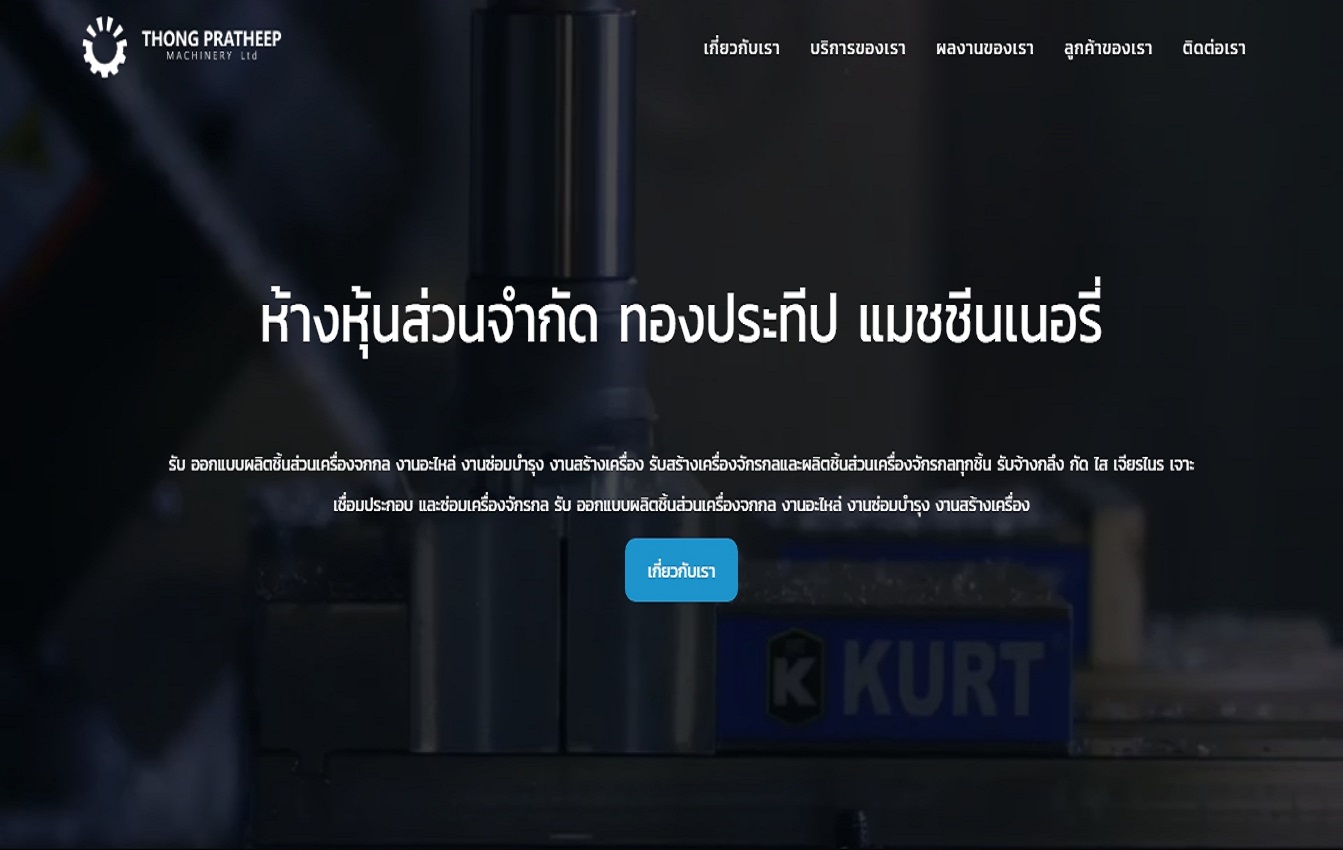 THONG PRATHEEP
MACHINERY Ltd
เกี่ยวกับเรา บริการของเรา ผลงานของเรา ลูกค้าของเรา ติดต่อเรา
ห้างหุ้นส่วนจำกัด ทองประทีป แมชชีนเนอรี่
รับ ออกแบบผลิตชิ้นส่วนเครื่องจกกล งานอะไหล่ งานซ่อมบำรุง งานสร้างเครื่อง รับสร้างเครื่องจักรกลและผลิตชิ้นส่วนเครื่องจักรกลทุกชิ้น รับจ้างกลึง กัด ไส เจียรไนร เจาะ
เชื่อมประกอบ และซ่อมเครื่องจักรกล รับ ออกแบบผลิตชิ้นส่วนเครื่องจกกล งานอะไหล่ งานซ่อมบำรุง งานสร้างเครื่อง
เกี่ยวกับเรา
K KURT